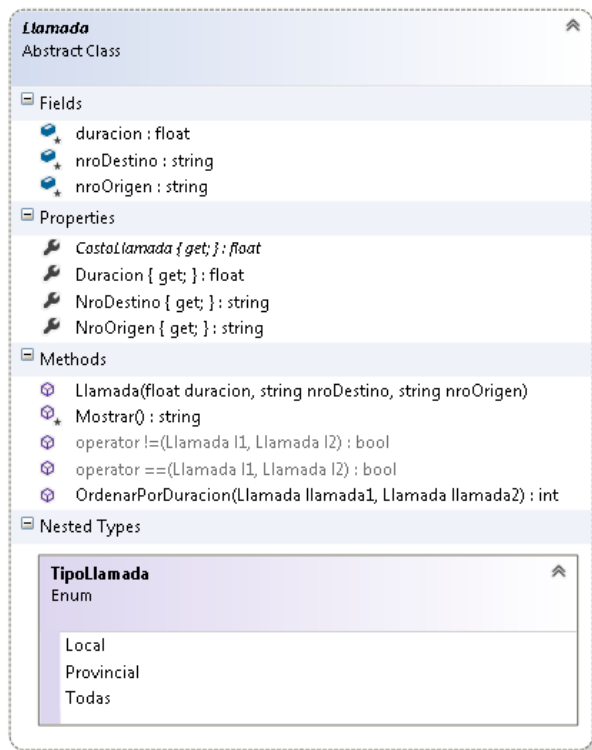 Llamada
Abstract Class
Fields
duracion : float
nroDestino : string
nroOrigen : string
Properties
CostoLlamada { get; } : float
Duracion { get; } : float
NroDestino { get; } : string
NroOrigen { get; } : string
Methods
Llamada(float duracion, string nroDestino, string nroOrigen)
Mostrar() : string
operator !=(Llamada l1, Llamada l2) : bool
operator ==(Llamada l1, Llamada l2) : bool
OrdenarPorDuracion(Llamada llamada1, Llamada llamada2) : int
Nested Types
TipoLlamada
Enum
Local
Provincial
Todas